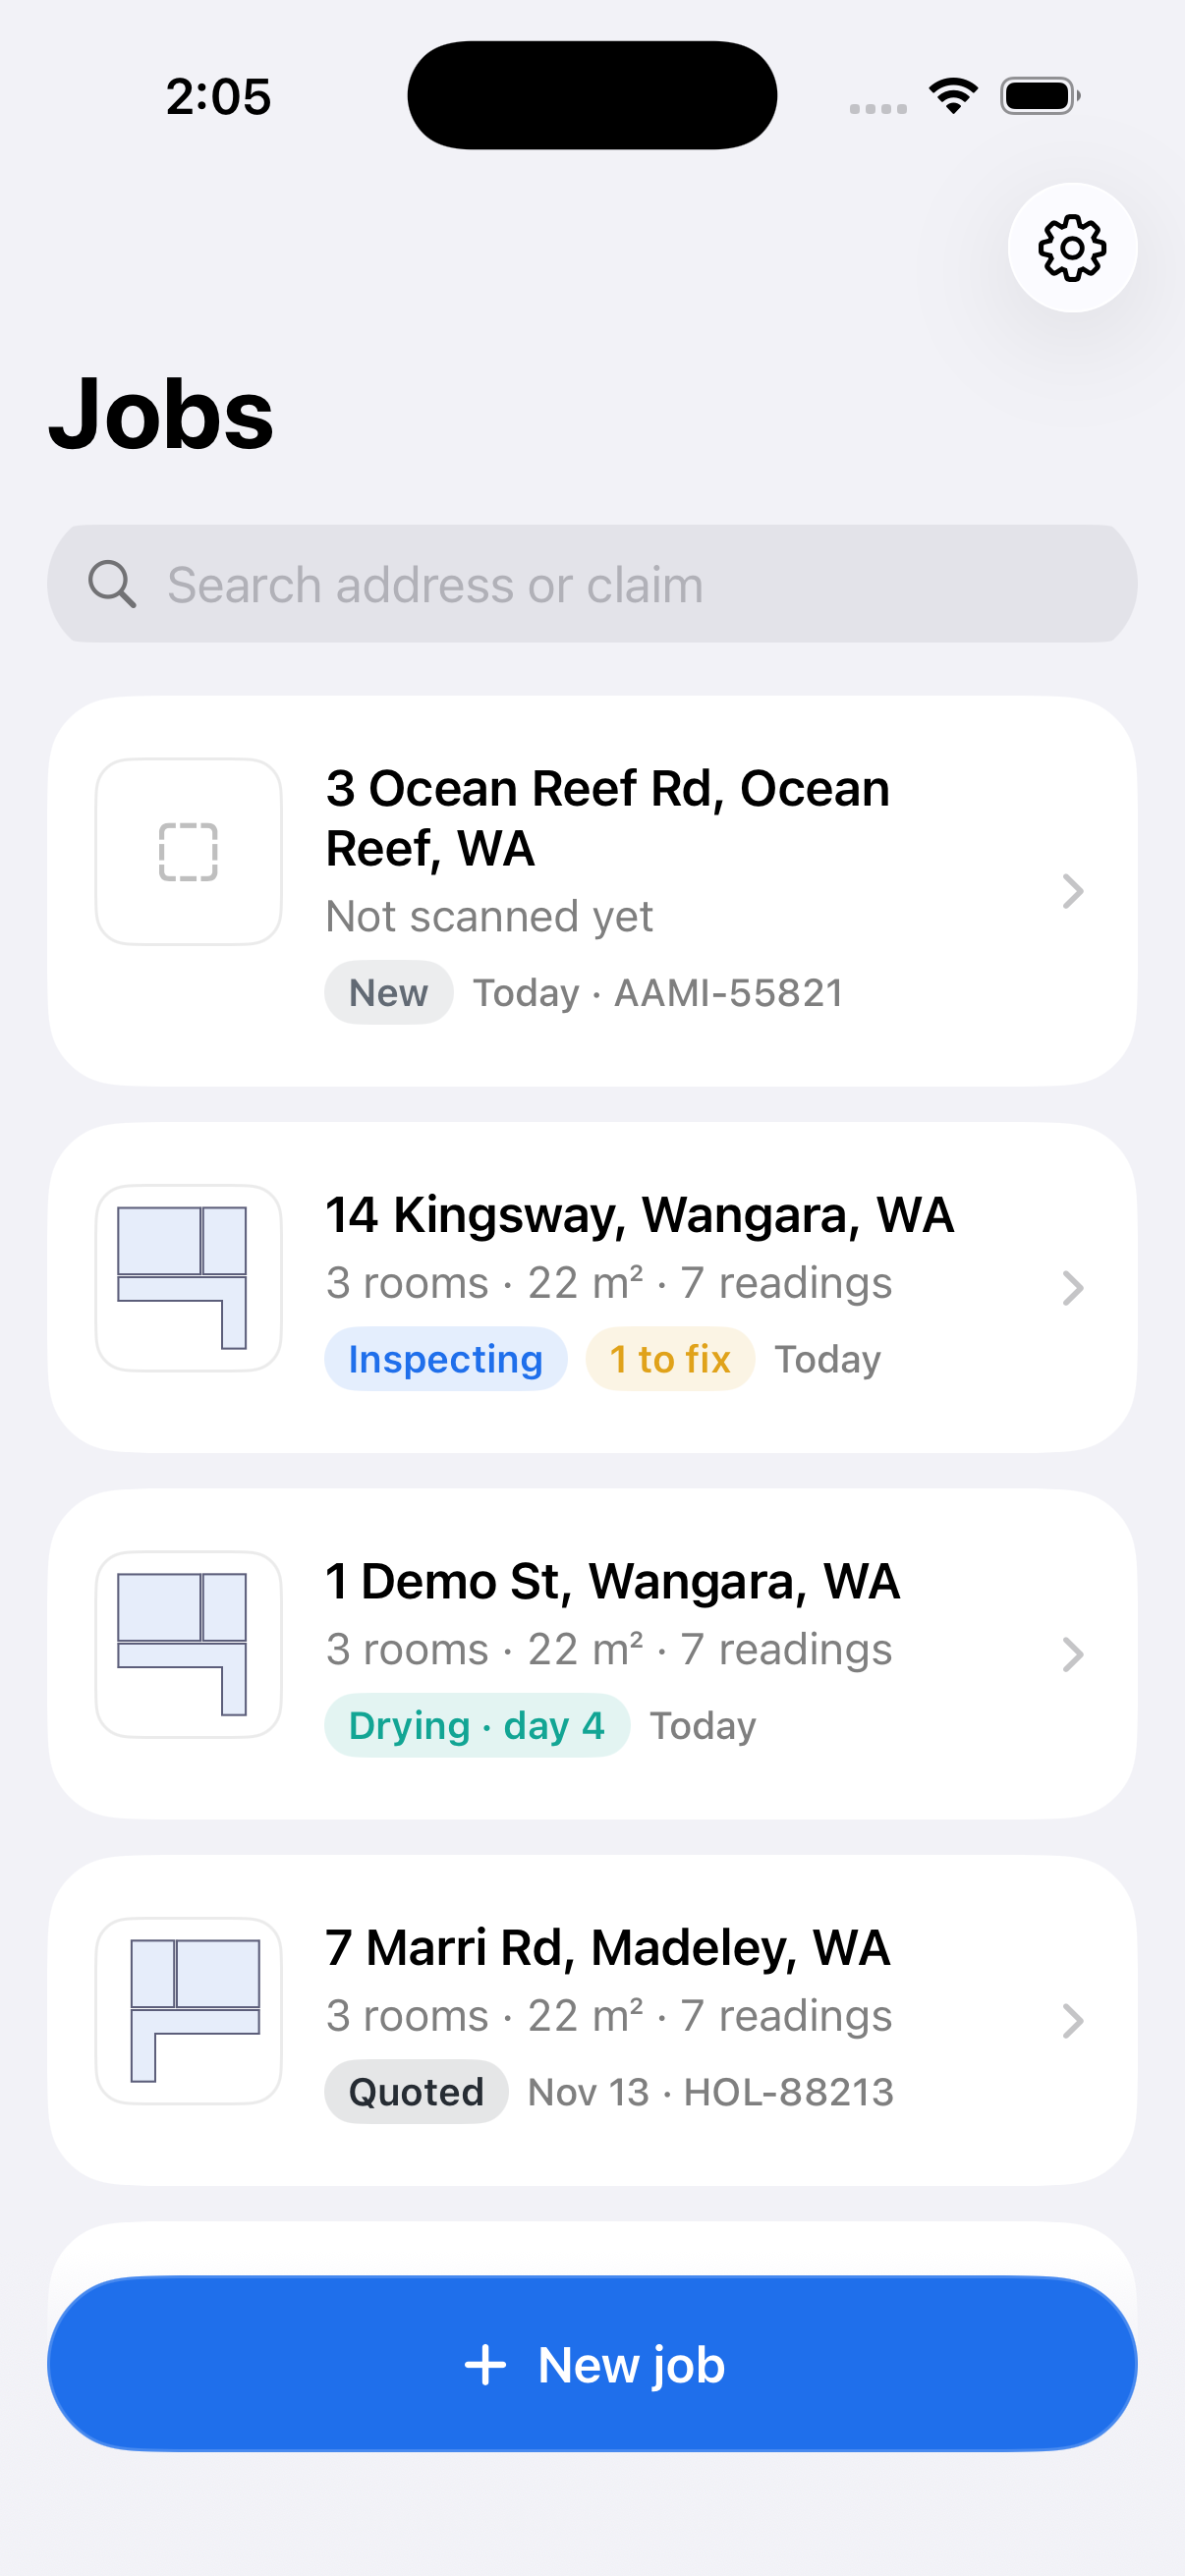 2:05
Jobs
Search address or claim
3 Ocean Reef Rd, Ocean
Reef, WA
Not scanned yet
New Today · AAMI-55821
14 Kingsway, Wangara, WA
3 rooms · 22 m² · 7 readings
Inspecting 1 to fix Today
1 Demo St, Wangara, WA
3 rooms · 22 m² · 7 readings
Drying · day 4 Today
7 Marri Rd, Madeley, WA
3 rooms · 22 m² · 7 readings
Quoted Nov 13 · HOL-88213
+ New job